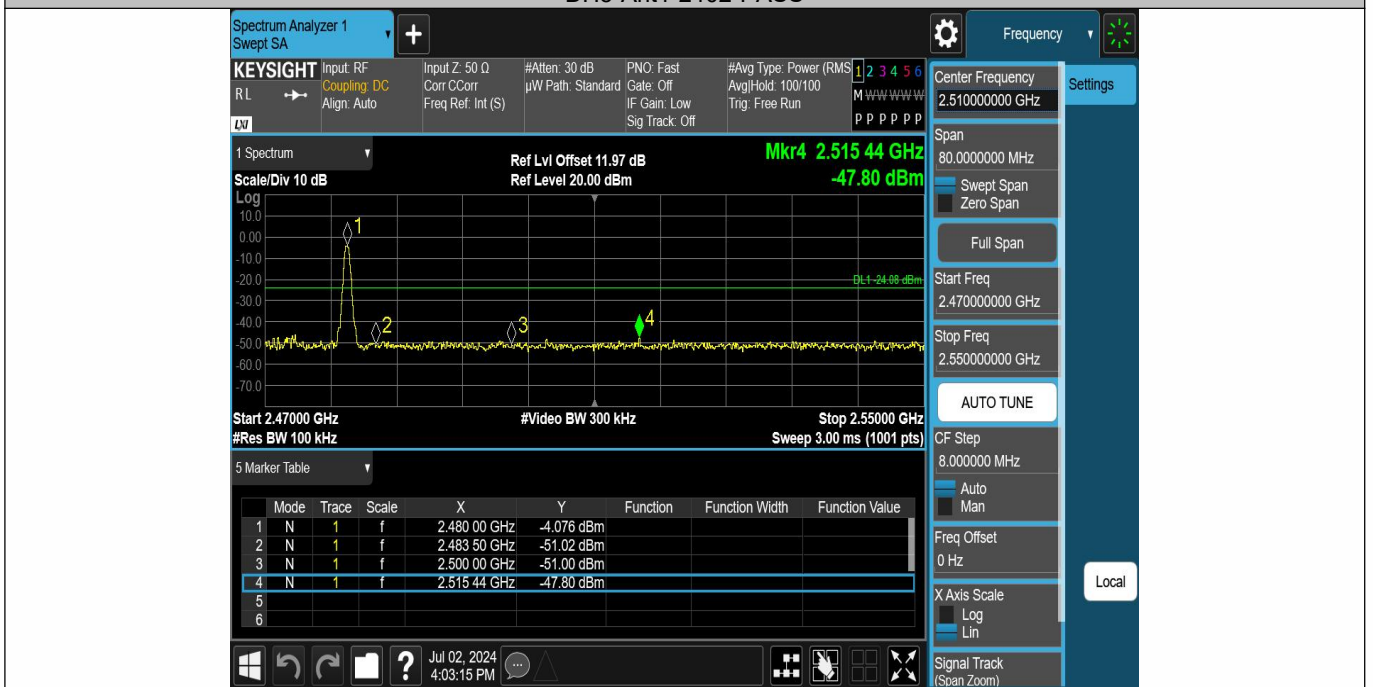 Spectrum Analyzer 1
Swept SA
Frequency
KEYSIGHT
RL
LXI
Input: RF
Coupling: DC
Align: Auto
Input Z: 50 Ω
Corr CCorr
Freq Ref: Int (S)
#Atten: 30 dB
µW Path: Standard
PNO: Fast
Gate: Off
IF Gain: Low
Sig Track: Off
#Avg Type: Power (RMS
Avg|Hold: 100/100
Trig: Free Run
1 2 3 4 5 6
M W W W W W
P P P P P P
1 Spectrum
Scale/Div 10 dB
Ref Lvl Offset 11.97 dB
Ref Level 20.00 dBm
Mkr4 2.515 44 GHz
-47.80 dBm
Log
10.0
0.00
-10.0
-20.0
-30.0
-40.0
-50.0
-60.0
-70.0
1
2
3
4
DL1 -24.08 dBm
Start 2.47000 GHz
#Video BW 300 kHz
Stop 2.55000 GHz
#Res BW 100 kHz
Sweep 3.00 ms (1001 pts)
5 Marker Table
Mode Trace Scale X Y Function Function Width Function Value
1 N 1 f 2.480 00 GHz -4.076 dBm
2 N 1 f 2.483 50 GHz -51.02 dBm
3 N 1 f 2.500 00 GHz -51.00 dBm
4 N 1 f 2.515 44 GHz -47.80 dBm
5
6
?
Jul 02, 2024
4:03:15 PM
Center Frequency
2.510000000 GHz
Settings
Span
80.0000000 MHz
Swept Span
Zero Span
Full Span
Start Freq
2.470000000 GHz
Stop Freq
2.550000000 GHz
AUTO TUNE
CF Step
8.000000 MHz
Auto
Man
Freq Offset
0 Hz
Local
X Axis Scale
Log
Lin
Signal Track
(Span Zoom)